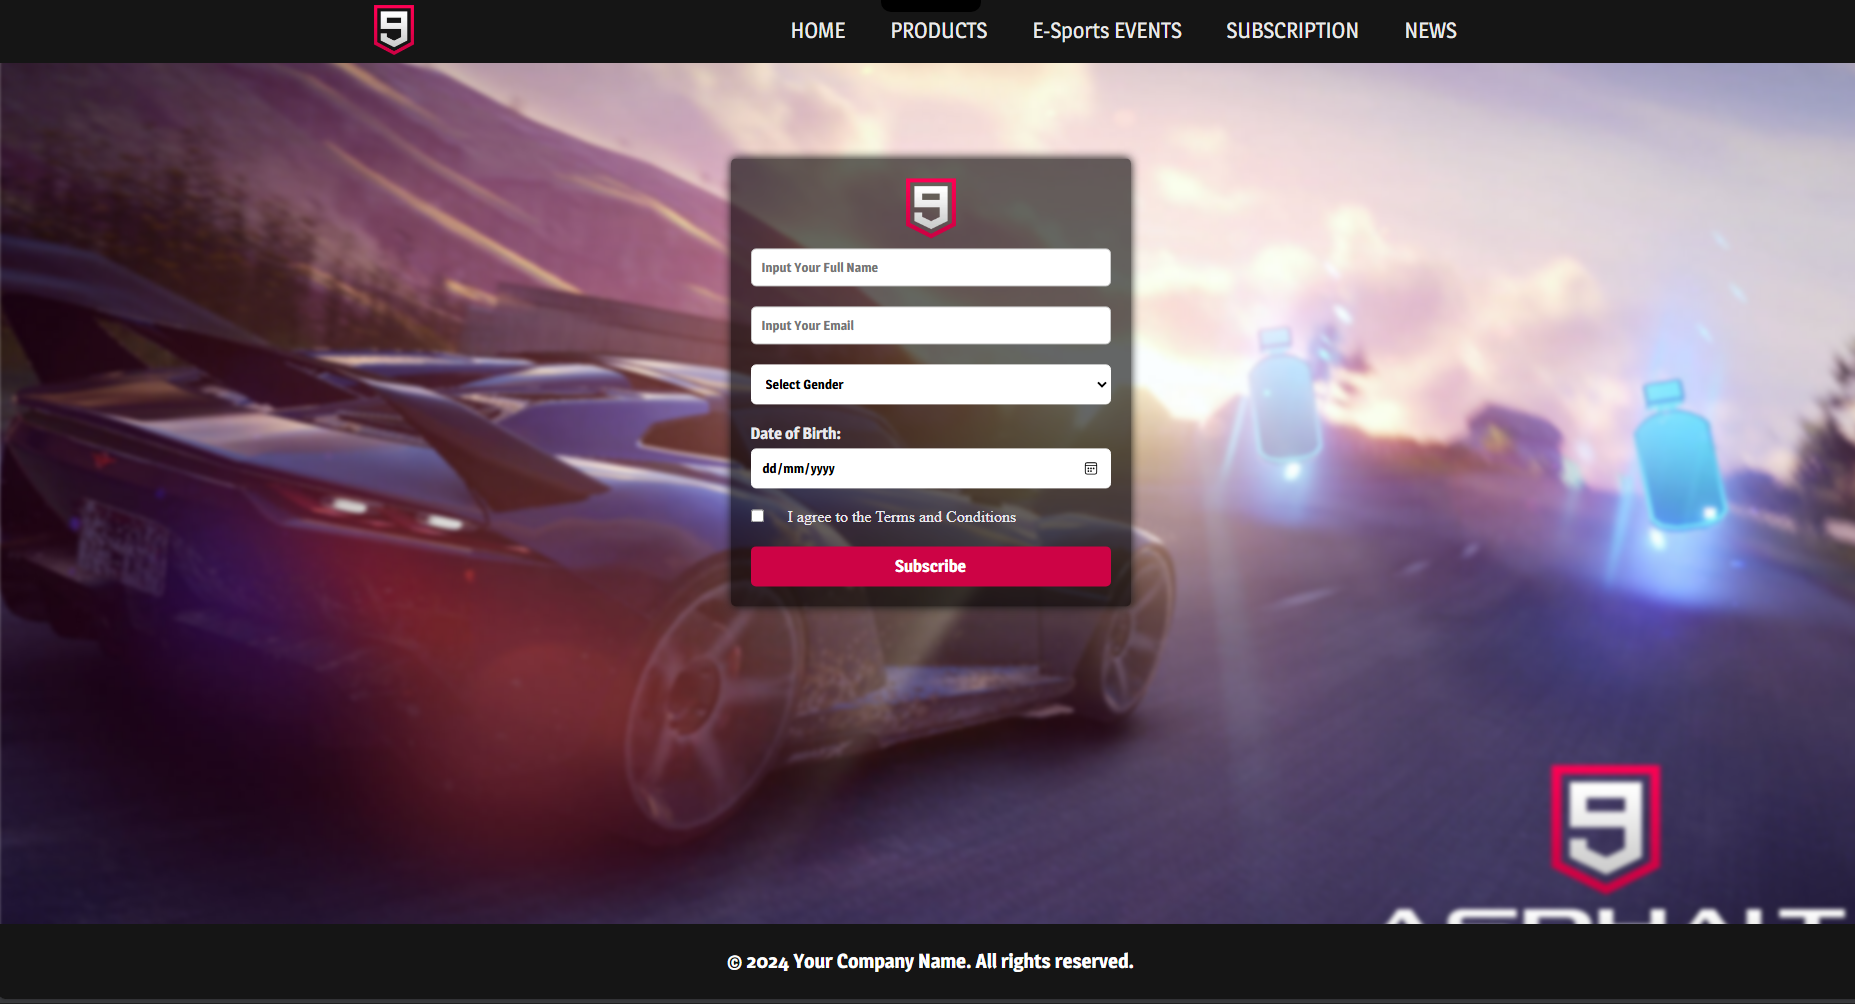 9
HOME PRODUCTS E-Sports EVENTS SUBSCRIPTION NEWS
9
Input Your Full Name
Input Your Email
Select Gender
Date of Birth:
dd/mm/yyyy
I agree to the Terms and Conditions
Subscribe
9
ASPHALT
© 2024 Your Company Name. All rights reserved.